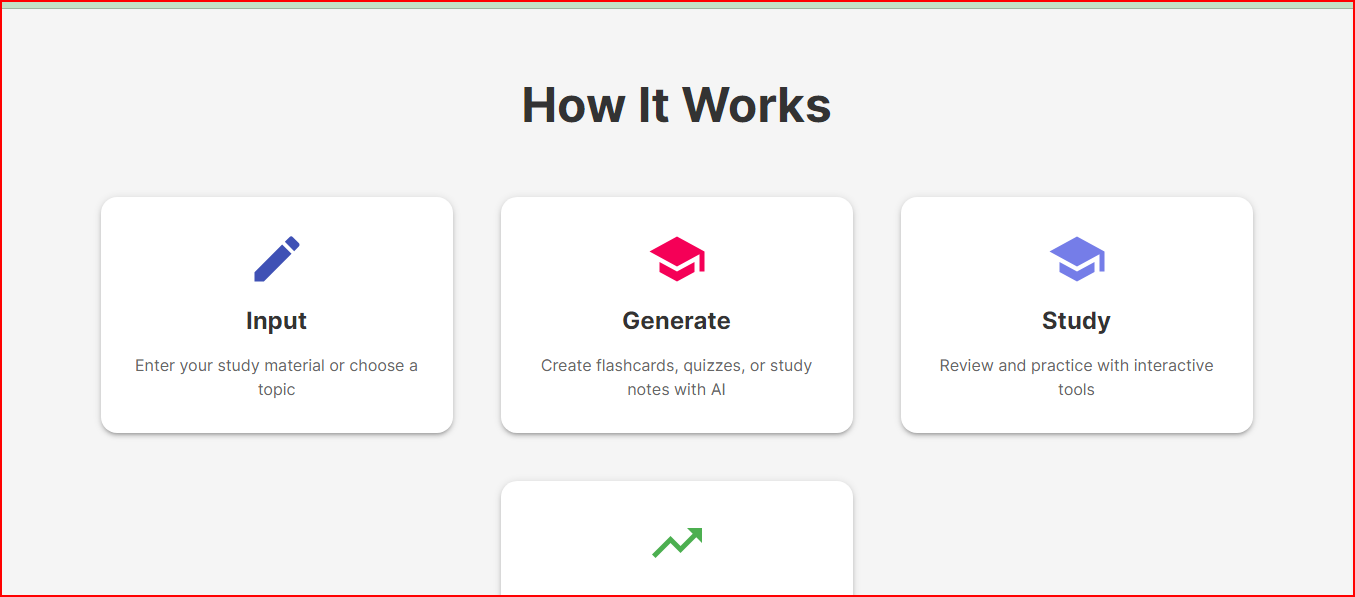 How It Works
Input
Enter your study material or choose a
topic
Generate
Create flashcards, quizzes, or study
notes with AI
Study
Review and practice with interactive
tools